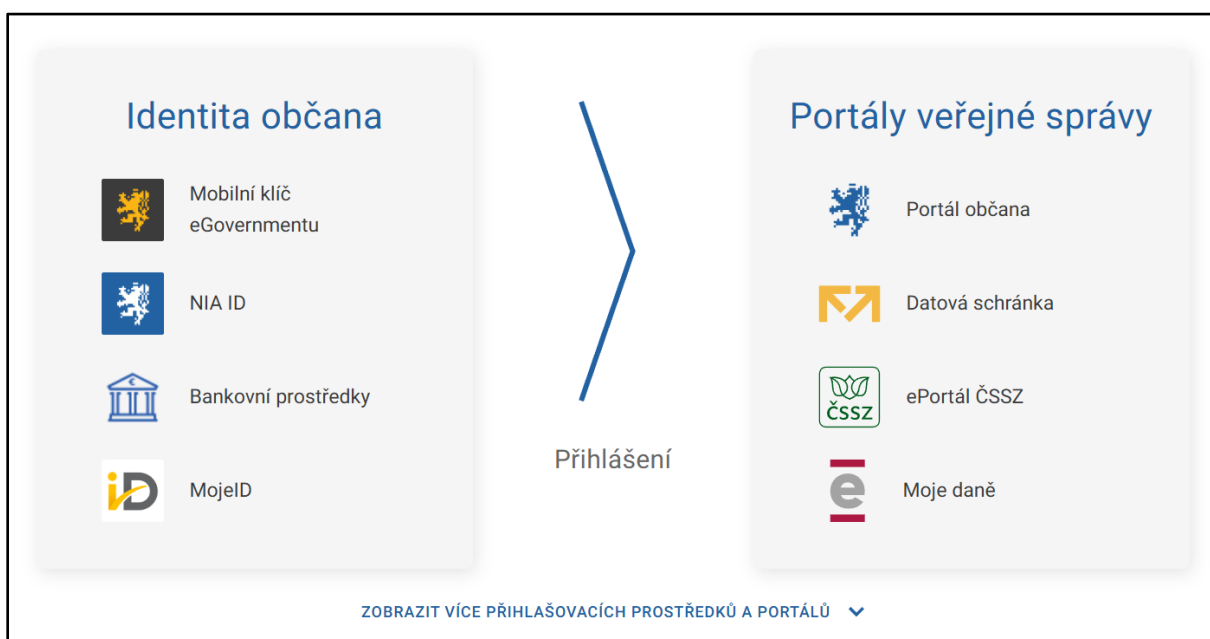 Identita občana
Mobilní klíč
eGovernmentu
NIA ID
Bankovní prostředky
iD
MojeID
Přihlášení
Portály veřejné správy
Portál občana
Datová schránka
ČSSZ
ePortál ČSSZ
e
Moje daně
ZOBRAZIT VÍCE PŘIHLAŠOVACÍCH PROSTŘEDKŮ A PORTÁLŮ